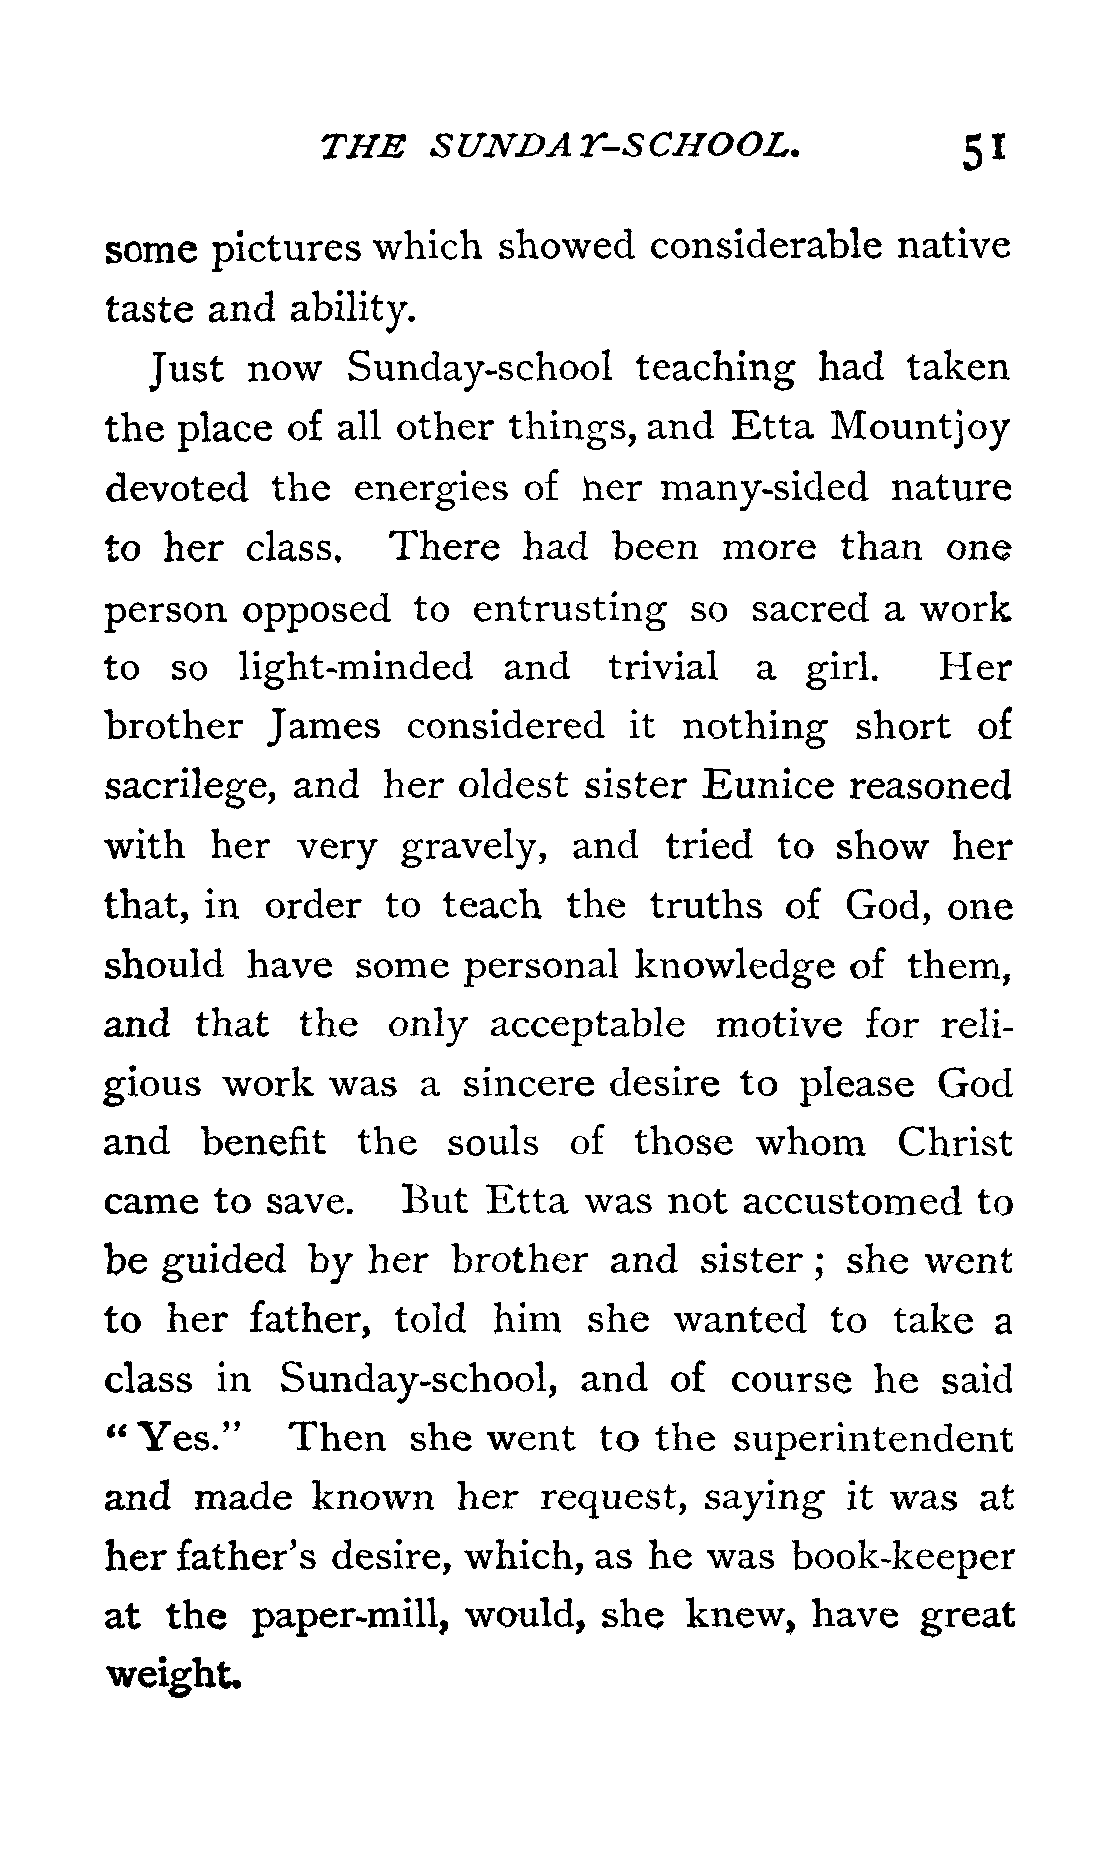 THE SUNDAY-SCHOOL. 51
some pictures which showed considerable native
taste and ability.
Just now Sunday-school teaching had taken
the place of all other things, and Etta Mountjoy
devoted the energies of her many-sided nature
to her class. There had been more than one
person opposed to entrusting so sacred a work
to so light-minded and trivial a girl. Her
brother James considered it nothing short of
sacrilege, and her oldest sister Eunice reasoned
with her very gravely, and tried to show her
that, in order to teach the truths of God, one
should have some personal knowledge of them,
and that the only acceptable motive for reli-
gious work was a sincere desire to please God
and benefit the souls of those whom Christ
came to save. But Etta was not accustomed to
be guided by her brother and sister ; she went
to her father, told him she wanted to take a
class in Sunday-school, and of course he said
“ Yes.” Then she went to the superintendent
and made known her request, saying it was at
her father’s desire, which, as he was book-keeper
at the paper-mill, would, she knew, have great
weight.